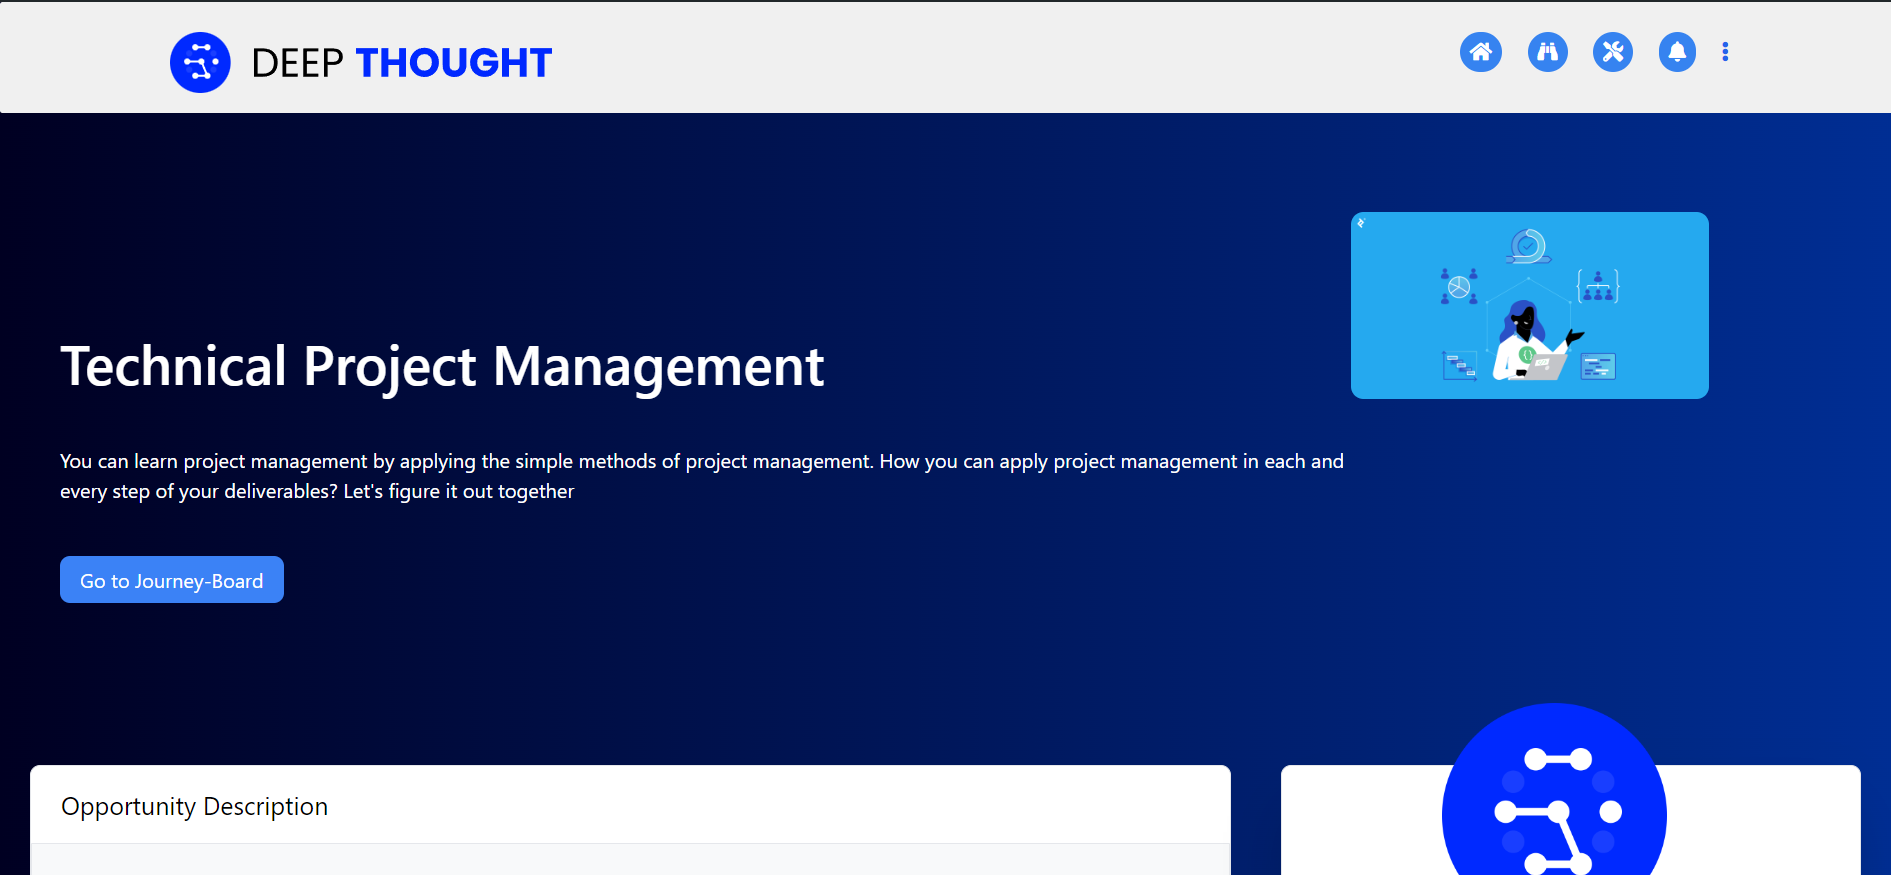 DEEP THOUGHT
Technical Project Management
You can learn project management by applying the simple methods of project management. How you can apply project management in each and
every step of your deliverables? Let's figure it out together
Go to Journey-Board
Opportunity Description